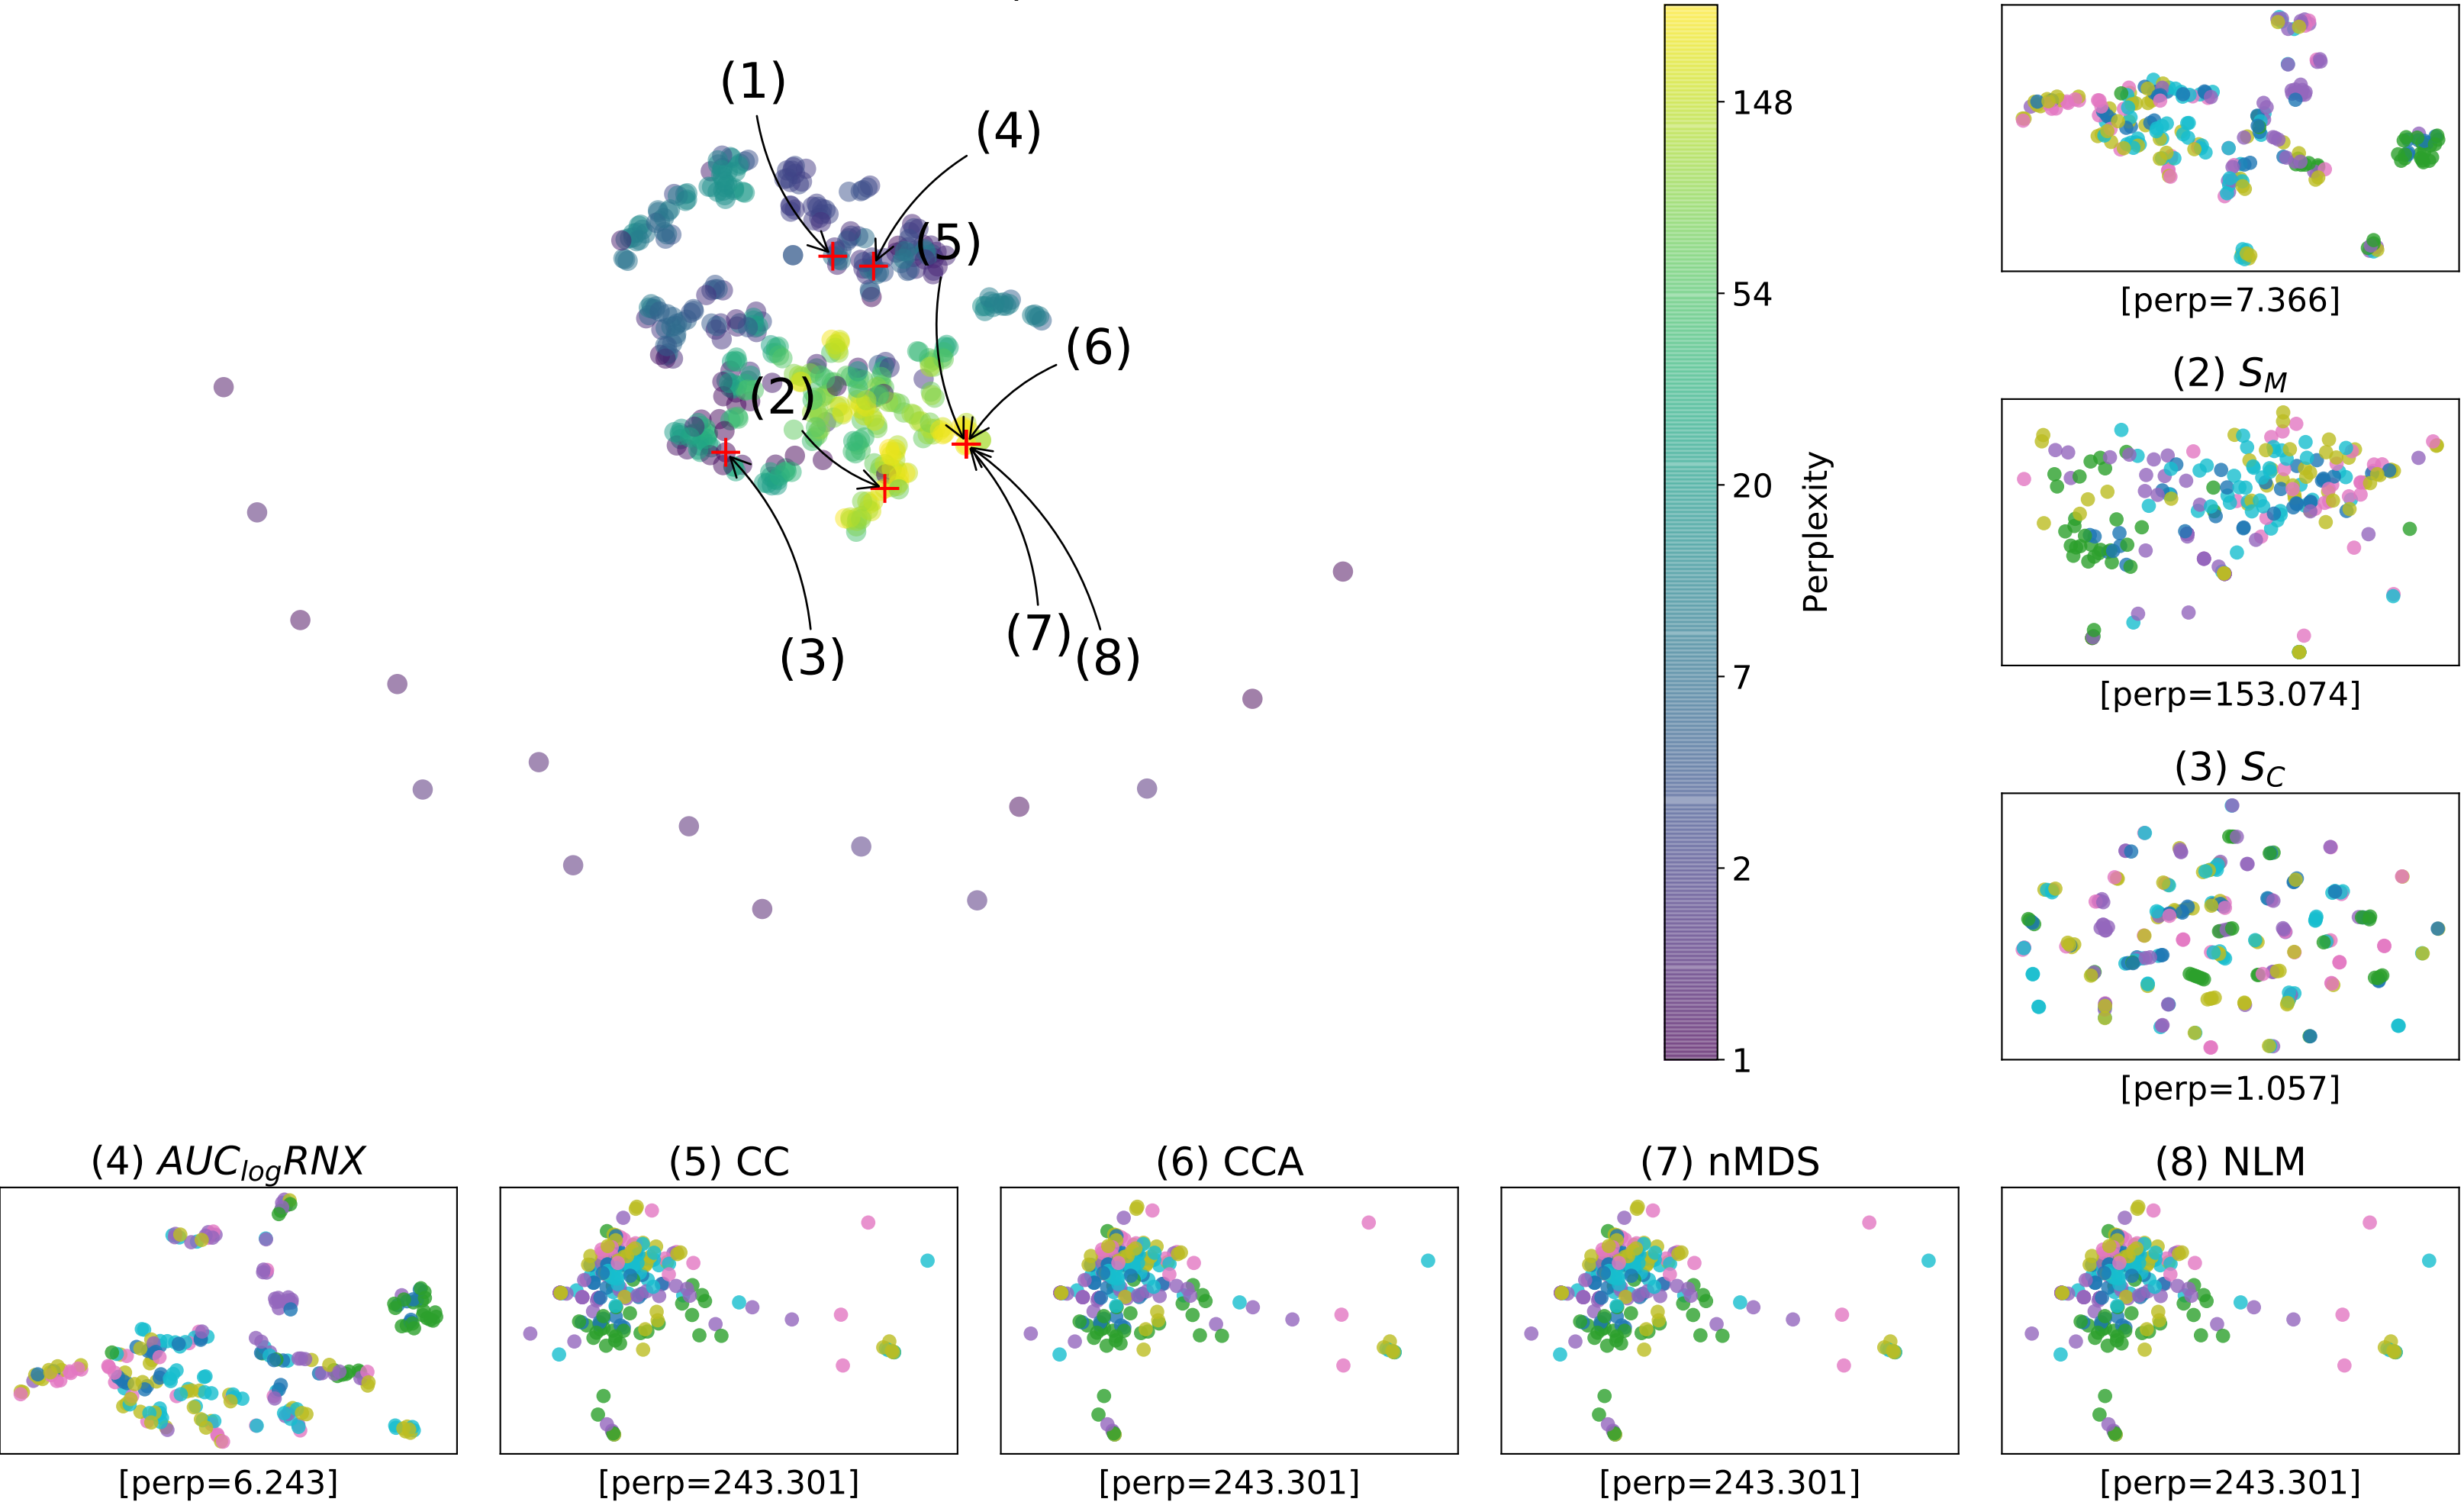 (1)
(4)
(5)
(6)
(2)
(3)
(7)
(8)
148
54
20
7
2
1
Perplexity
[perp=7.366]
(2) S_M
[perp=153.074]
(3) S_C
[perp=1.057]
(4) AUC_logRNX
[perp=6.243]
(5) CC
[perp=243.301]
(6) CCA
[perp=243.301]
(7) nMDS
[perp=243.301]
(8) NLM
[perp=243.301]